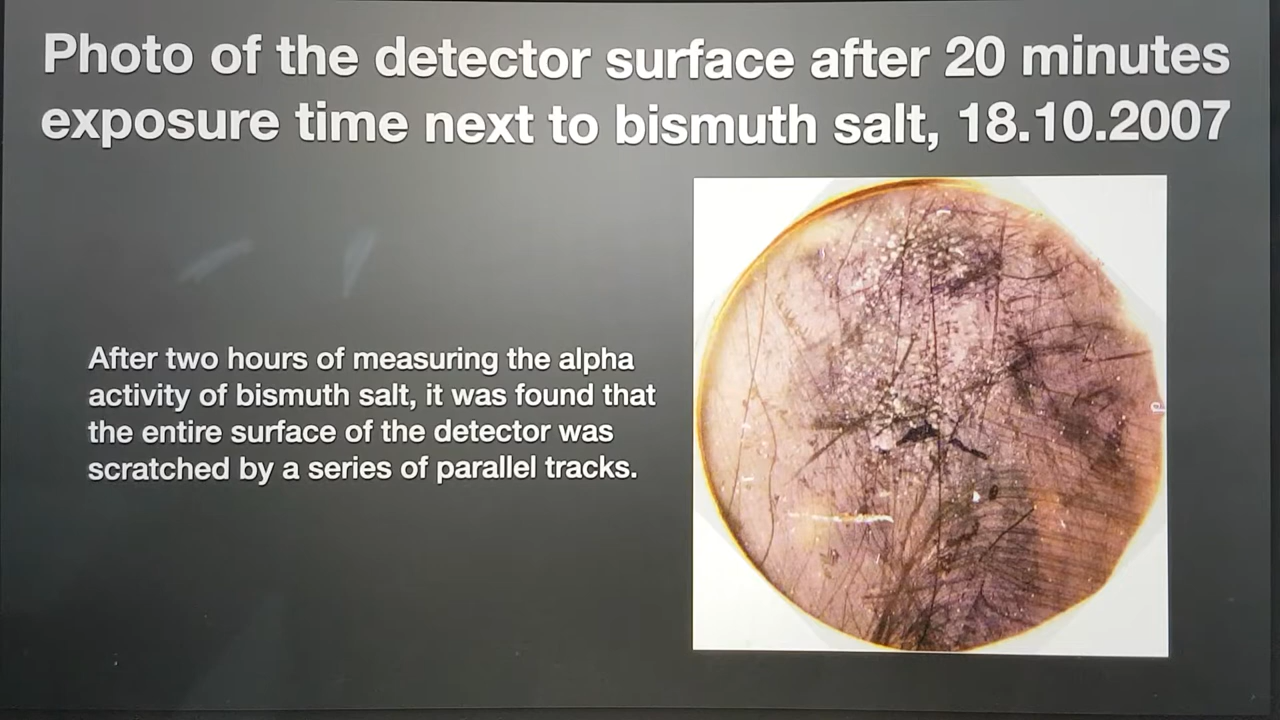 Photo of the detector surface after 20 minutes
exposure time next to bismuth salt, 18.10.2007
After two hours of measuring the alpha
activity of bismuth salt, it was found that
the entire surface of the detector was
scratched by a series of parallel tracks.